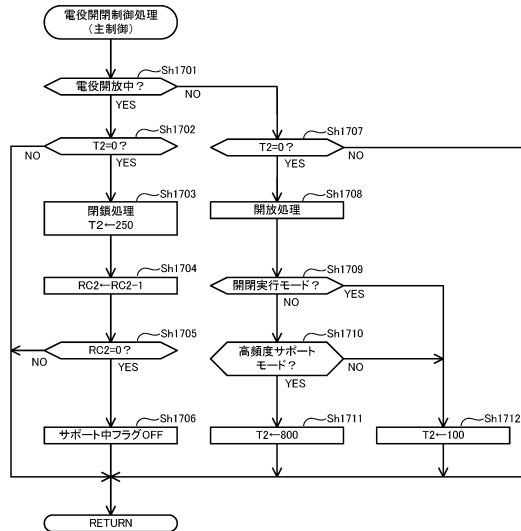 電役開閉制御処理
(主制御)
Sh1701
電役開放中?
YES
NO
Sh1702
T2=0?
NO
YES
Sh1707
T2=0?
YES
NO
Sh1703
閉鎖処理
T2←250
Sh1708
開放処理
Sh1704
RC2←RC2-1
Sh1709
開閉実行モード?
NO
YES
Sh1705
RC2=0?
NO
YES
Sh1710
高頻度サポート
モード?
YES
NO
Sh1706
サポート中フラグOFF
Sh1711
T2←800
Sh1712
T2←100
RETURN